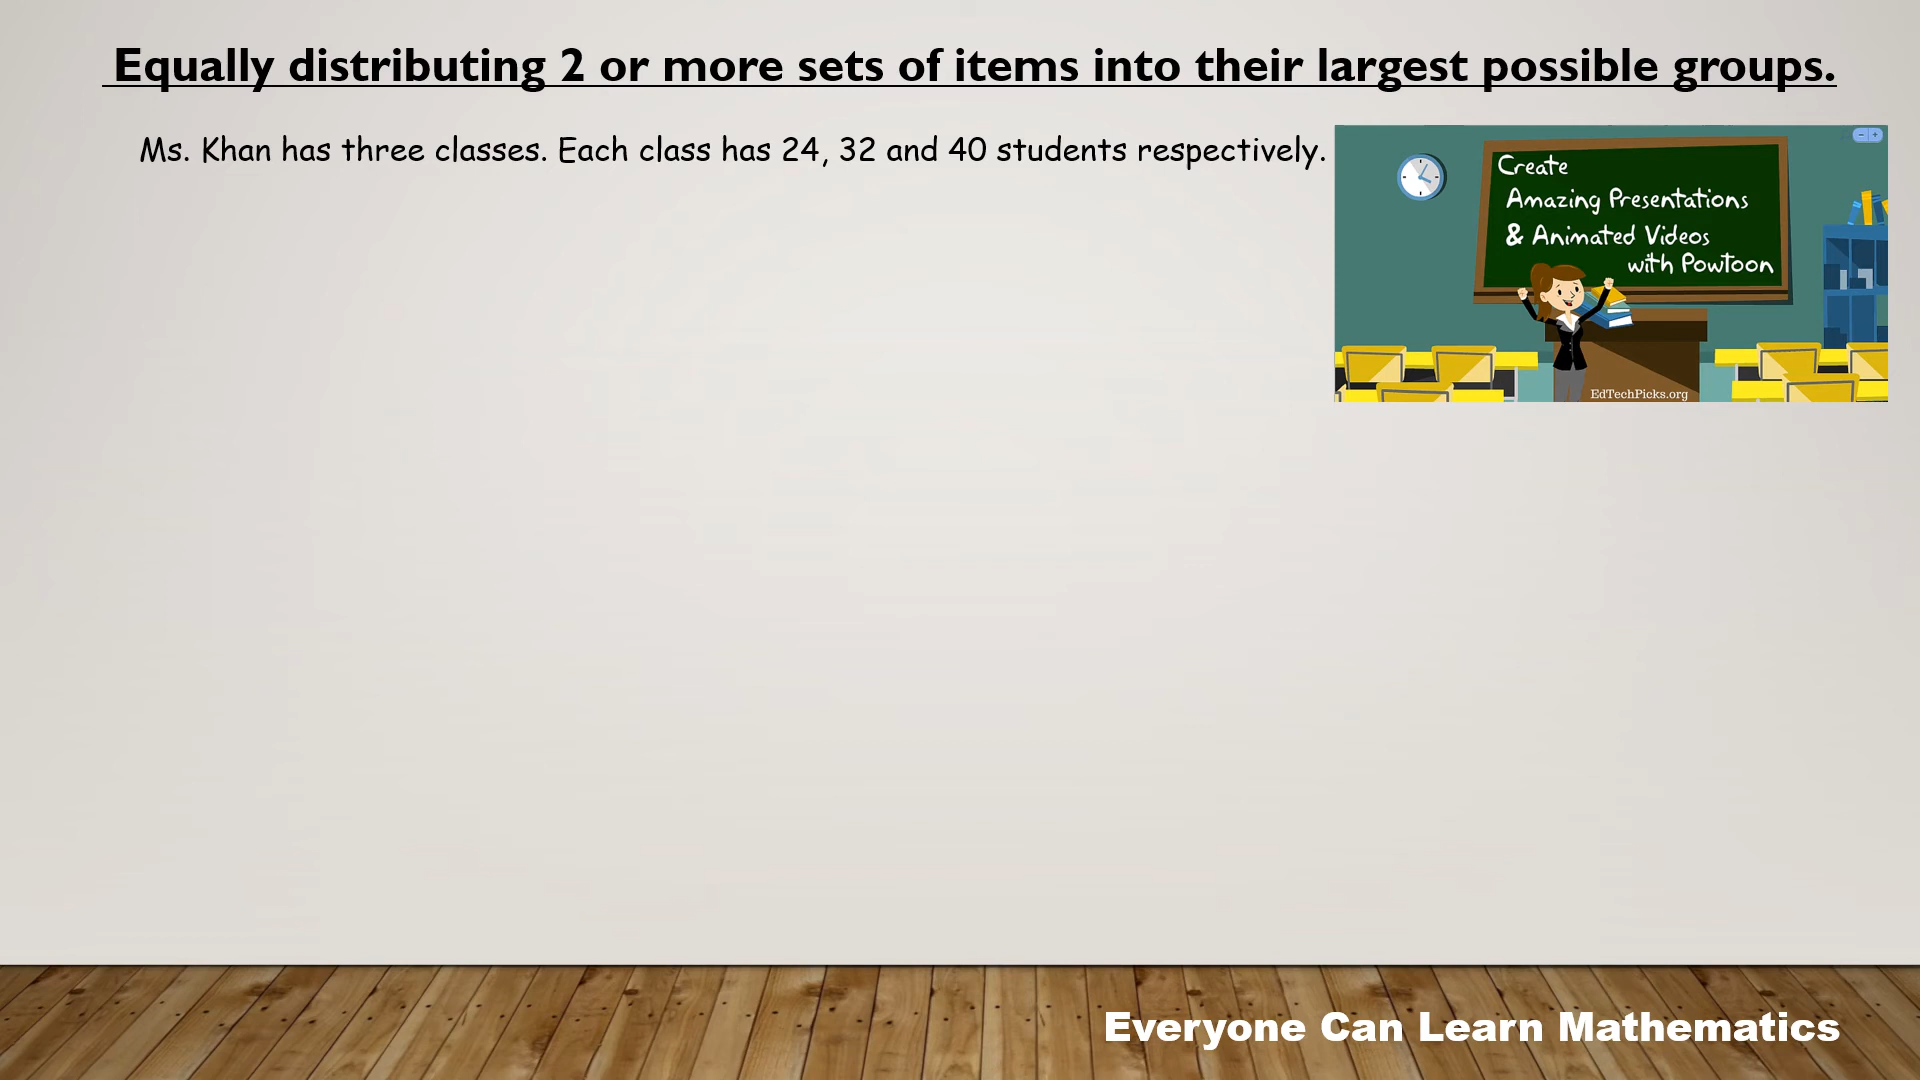 Equally distributing 2 or more sets of items into their largest possible groups.
Ms. Khan has three classes. Each class has 24, 32 and 40 students respectively.
Create
Amazing Presentations
& Animated Videos
with Powtoon
EdTechPicks.org
Everyone Can Learn Mathematics